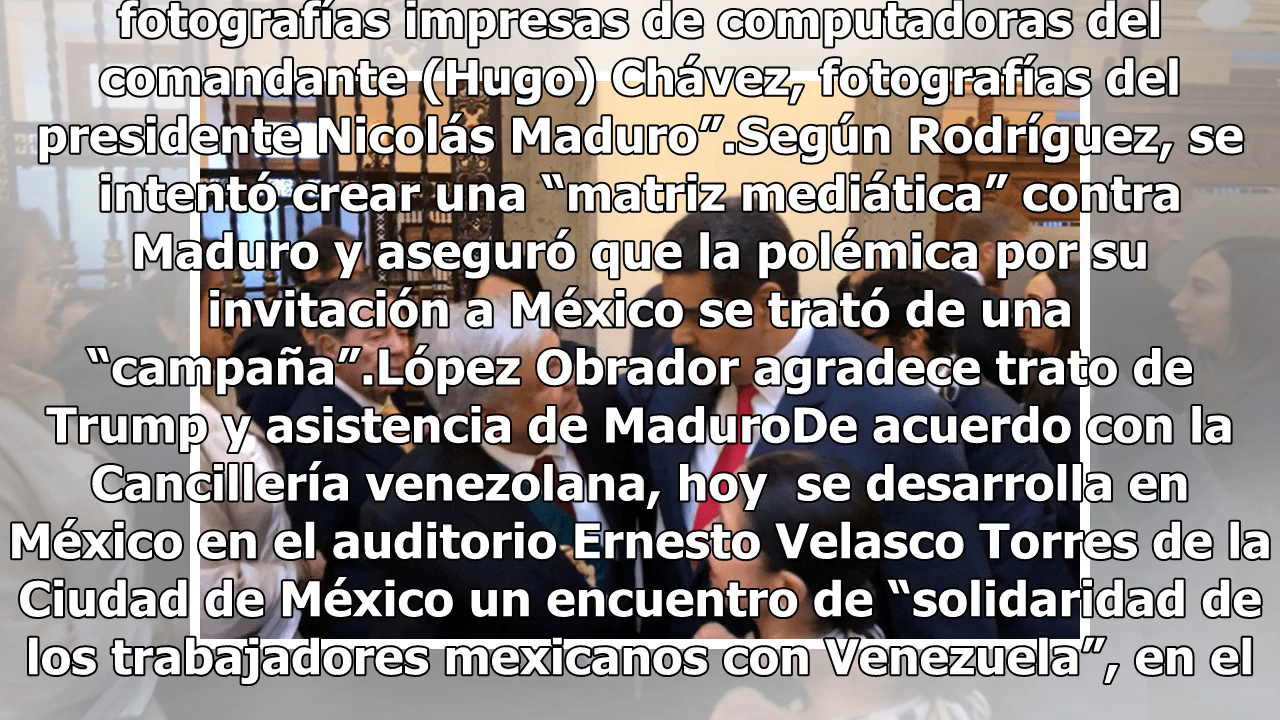 fotografías impresas de computadoras del
comandante (Hugo) Chávez, fotografías del
presidente Nicolás Maduro”.Según Rodríguez, se
intentó crear una “matriz mediática” contra
Maduro y aseguró que la polémica por su
invitación a México se trató de una
“campaña”.López Obrador agradece trato de
Trump y asistencia de MaduroDe acuerdo con la
Cancillería venezolana, hoy  se desarrolla en
México en el auditorio Ernesto Velasco Torres de la
Ciudad de México un encuentro de “solidaridad de
los trabajadores mexicanos con Venezuela”, en el